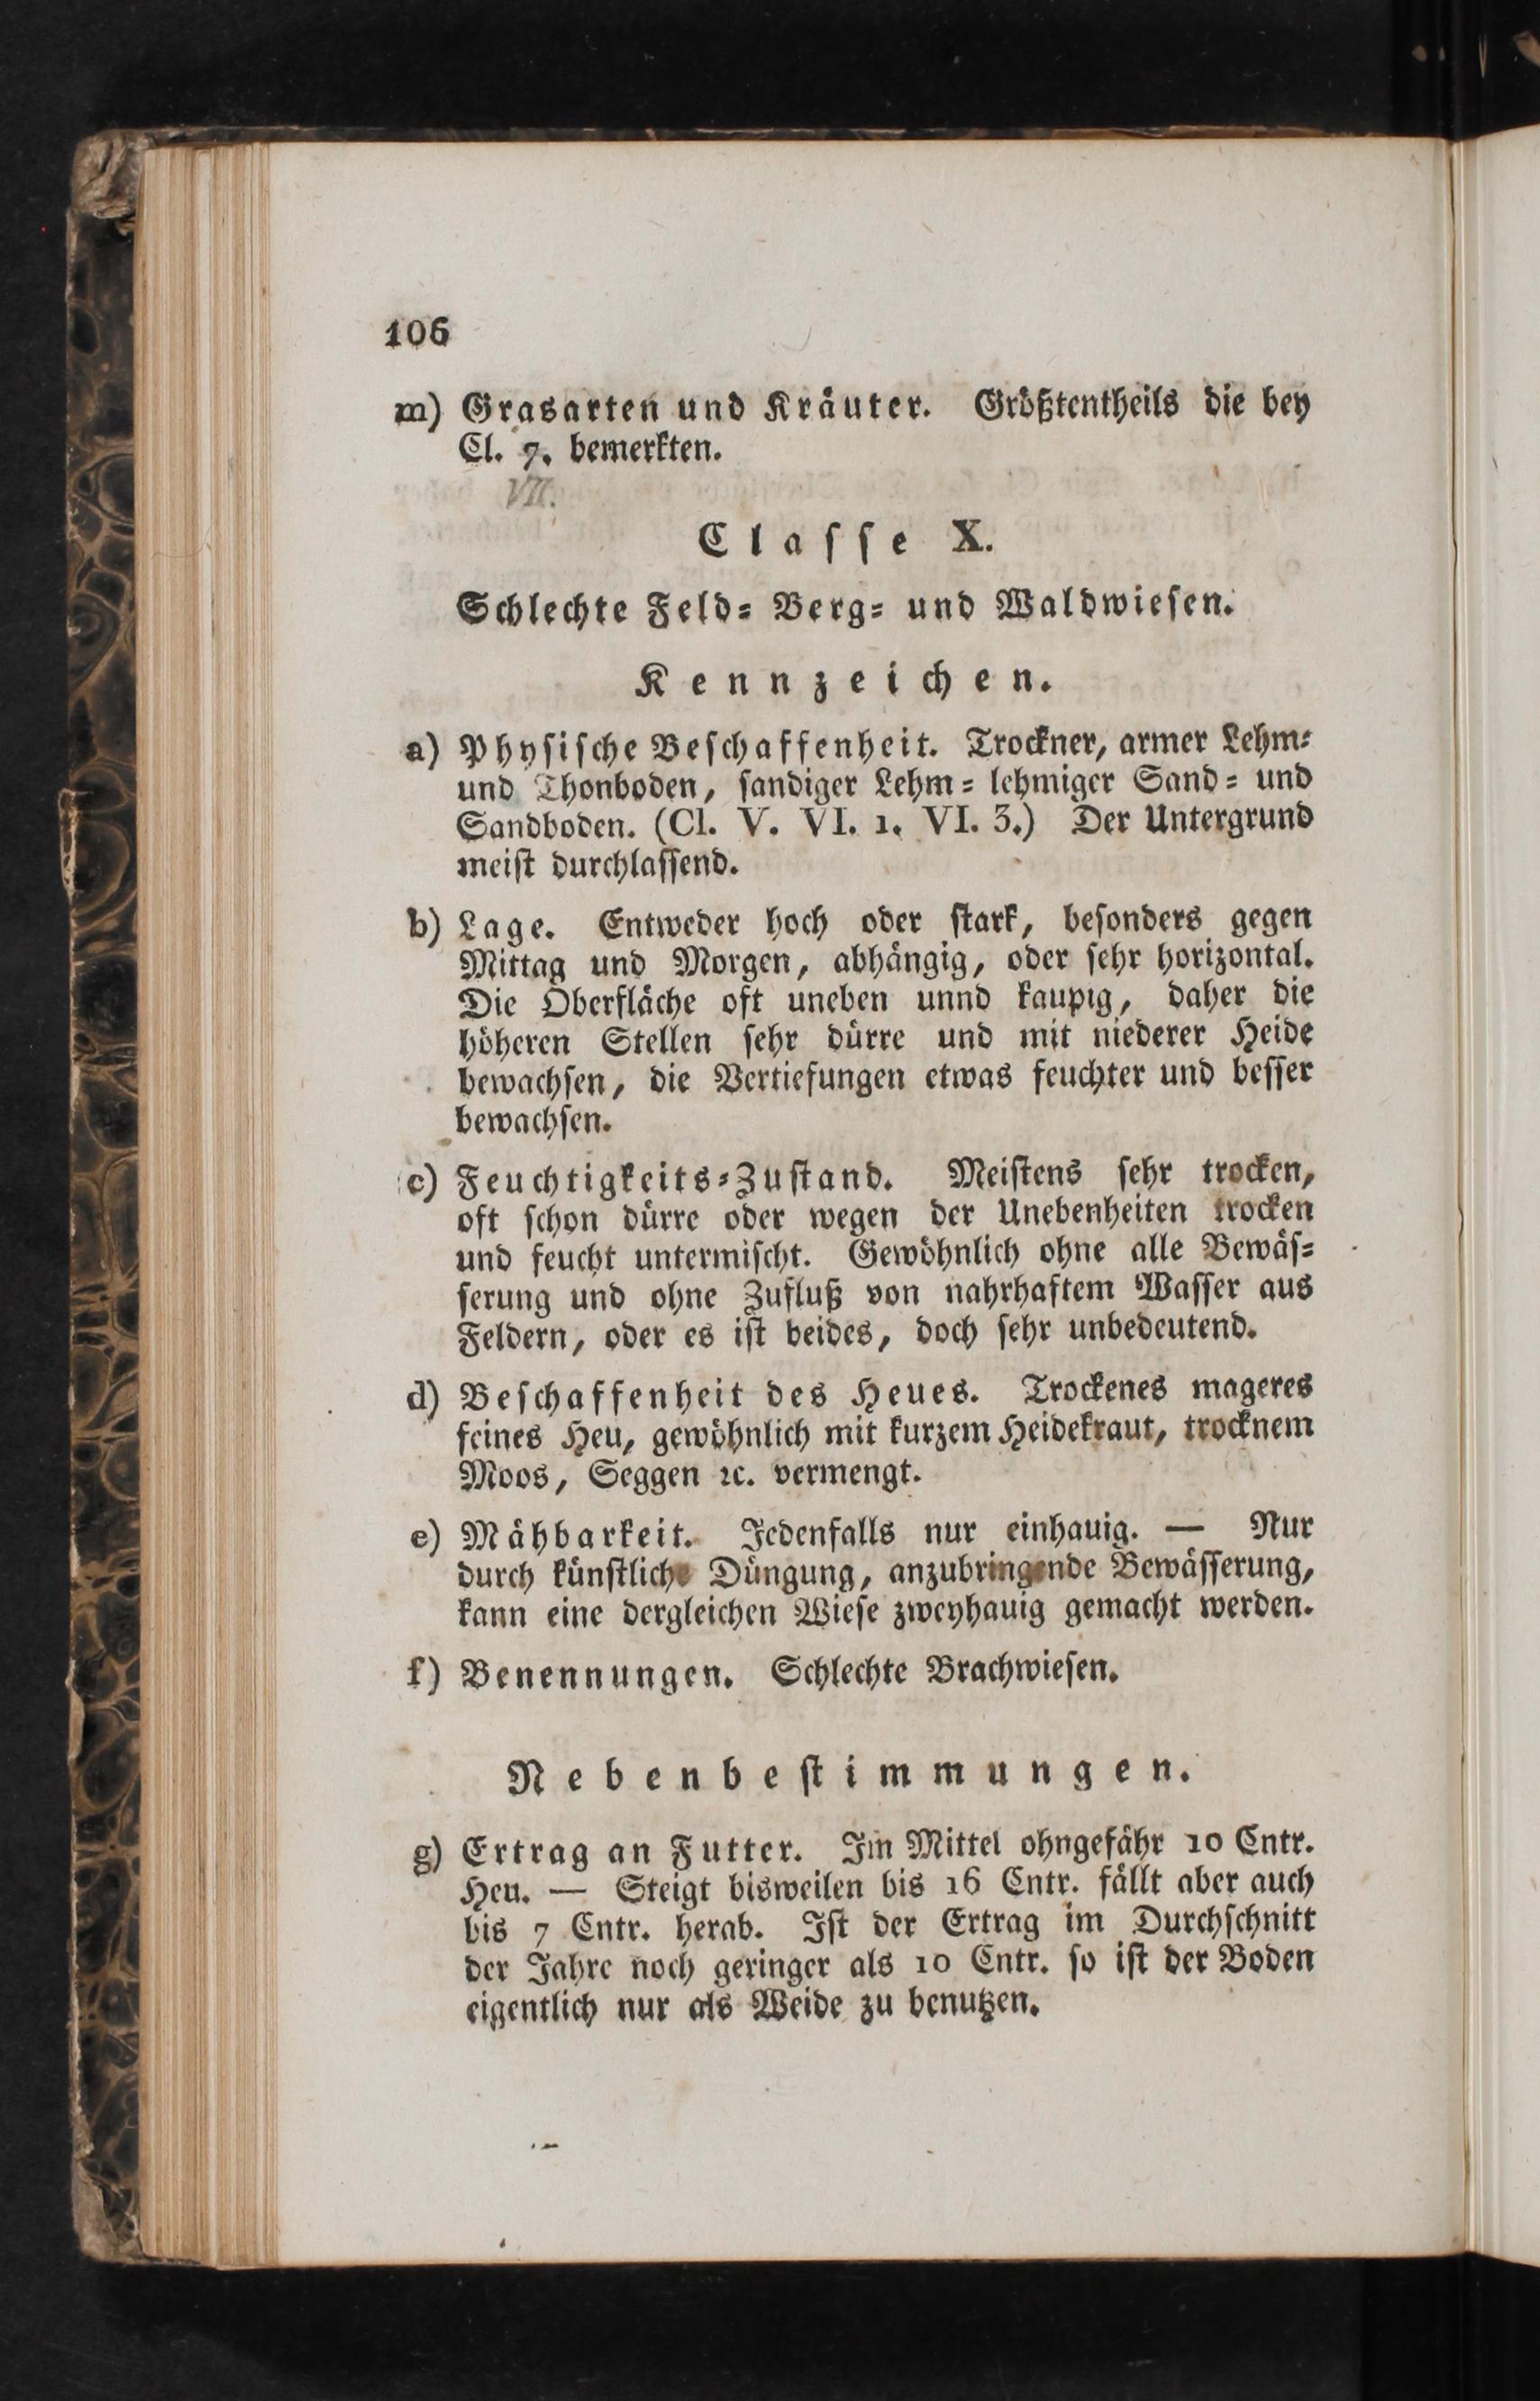 106
m) Grasarten und Kräuter. Größtentheils die bey
Cl. 7. bemerkten.
VII.
Classe X.
Schlechte Feld= Berg= und Waldwiesen.
Kennzeichen.
a) Physische Beschaffenheit. Trockner, armer Lehm=
und Thonboden, sandiger Lehm= lehmiger Sand= und
Sandboden. (Cl. V. VI. 1. VI. 3.) Der Untergrund
meist durchlassend.
b) Lage. Entweder hoch oder stark, besonders gegen
Mittag und Morgen, abhängig, oder sehr horizontal.
Die Oberfläche oft uneben unnd kaupig, daher die
höheren Stellen sehr dürre und mit niederer Heide
bewachsen, die Vertiefungen etwas feuchter und besser
bewachsen.
c) Feuchtigkeits=Zustand. Meistens sehr trocken,
oft schon dürre oder wegen der Unebenheiten trocken
und feucht untermischt. Gewöhnlich ohne alle Bewäs=
serung und ohne Zufluß von nahrhaftem Wasser aus
Feldern, oder es ist beides, doch sehr unbedeutend.
d) Beschaffenheit des Heues. Trockenes mageres
feines Heu, gewöhnlich mit kurzem Heidekraut, trocknem
Moos, Seggen ꝛc. vermengt.
e) Mähbarkeit. Jedenfalls nur einhauig. — Nur
durch künstliche Düngung, anzubringende Bewässerung,
kann eine dergleichen Wiese zweyhauig gemacht werden.
f) Benennungen. Schlechte Brachwiesen.
Nebenbestimmungen.
g) Ertrag an Futter. Im Mittel ohngefähr 10 Cntr.
Heu. — Steigt bisweilen bis 16 Cntr. fällt aber auch
bis 7 Cntr. herab. Ist der Ertrag im Durchschnitt
der Jahre noch geringer als 10 Cntr. so ist der Boden
eigentlich nur als Weide zu benutzen.